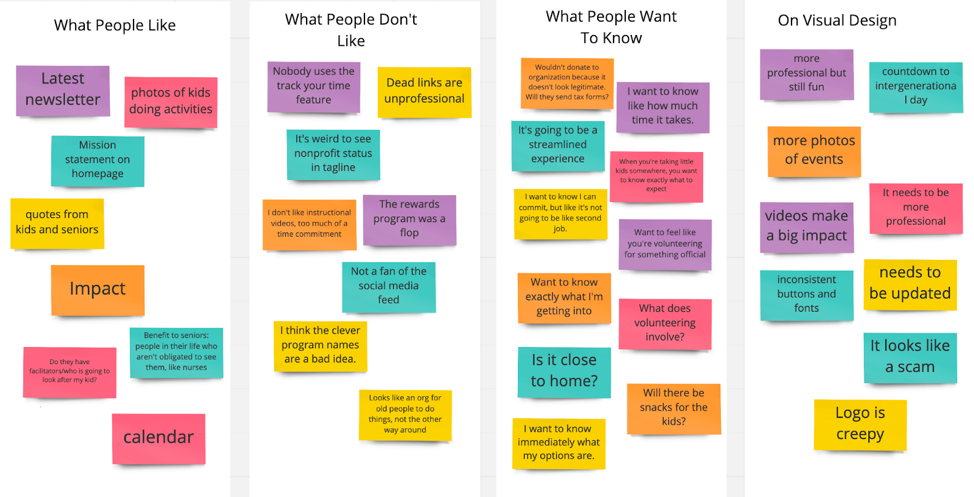 What People Like
Latest
newsletter
photos of kids
doing activities
Mission
statement on
homepage
quotes from
kids and seniors
Impact
Benefit to seniors:
people in their life who
aren't obligated to see
them, like nurses
Do they have
facilitators/who is going to
look after my kid?
calendar
What People Don't
Like
Nobody uses the
track your time
feature
Dead links are
unprofessional
It's weird to see
nonprofit status
in tagline
I don't like instructional
videos, too much of a
time commitment
The rewards
program was a
flop
Not a fan of the
social media
feed
I think the clever
program names
are a bad idea.
Looks like an org for
old people to do
things, not the other
way around
What People Want
To Know
Wouldn't donate to
organization because it
doesn't look legitimate.
Will they send tax forms?
I want to know
like how much
time it takes.
It's going to be a
streamlined
experience
When you're taking little
kids somewhere, you want
to know exactly what to
expect
I want to know I can
commit, but like it's not
going to be like second
job.
Want to feel like
you're volunteering
for something official
Want to know
exactly what I'm
getting into
What does
volunteering
involve?
Is it close
to home?
Will there be
snacks for the
kids?
I want to know
immediately what
my options are.
On Visual Design
more
professional but
still fun
countdown to
intergenerationa
l day
more photos
of events
It needs to be
more
professional
videos make
a big impact
inconsistent
buttons and
fonts
needs to
be updated
It looks like
a scam
Logo is
creepy